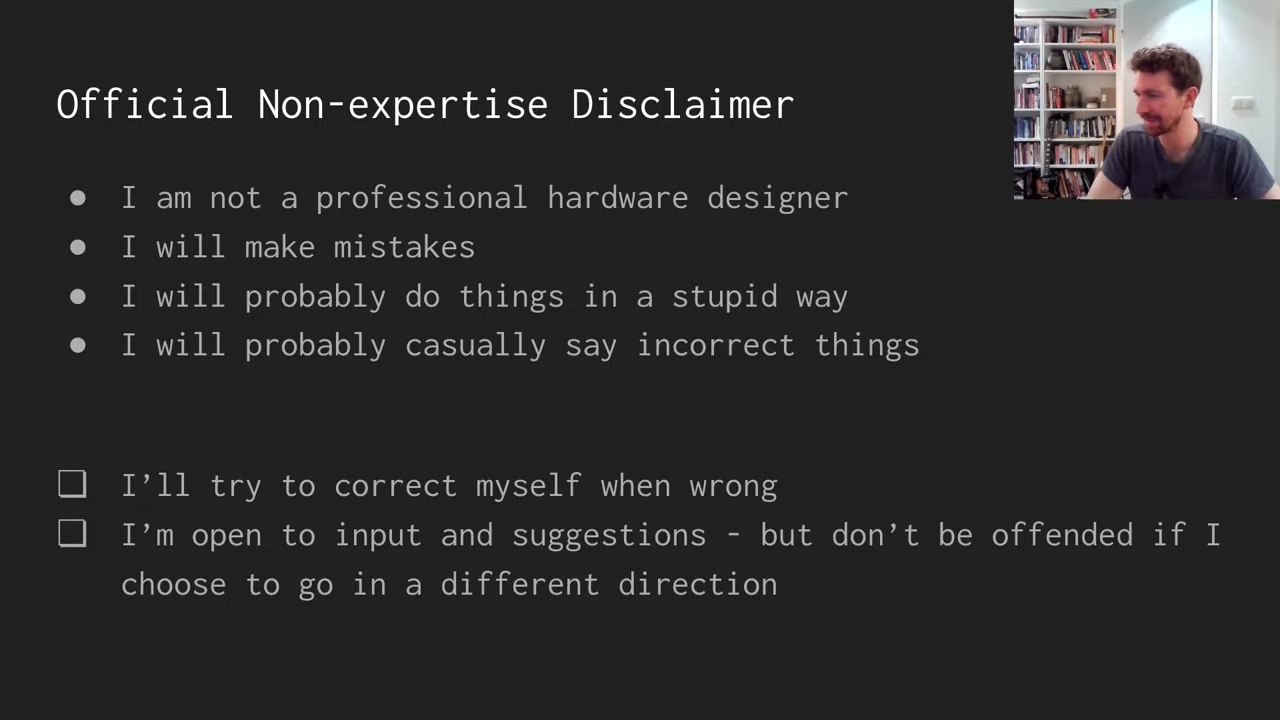 Official Non-expertise Disclaimer
● I am not a professional hardware designer
● I will make mistakes
● I will probably do things in a stupid way
● I will probably casually say incorrect things
❏ I’ll try to correct myself when wrong
❏ I’m open to input and suggestions - but don’t be offended if I
choose to go in a different direction